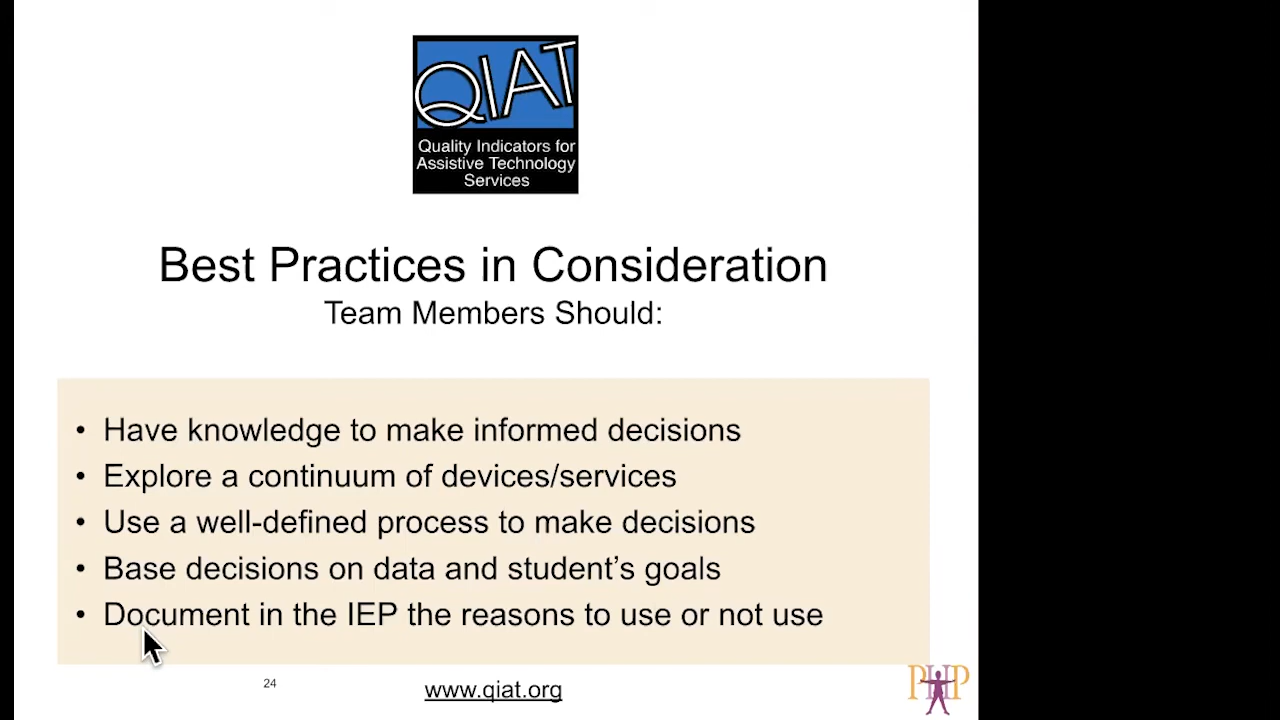 QIAT
Quality Indicators for
Assistive Technology
Services
Best Practices in Consideration
Team Members Should:
• Have knowledge to make informed decisions
• Explore a continuum of devices/services
• Use a well-defined process to make decisions
• Base decisions on data and student’s goals
• Document in the IEP the reasons to use or not use
24
www.qiat.org
PHP